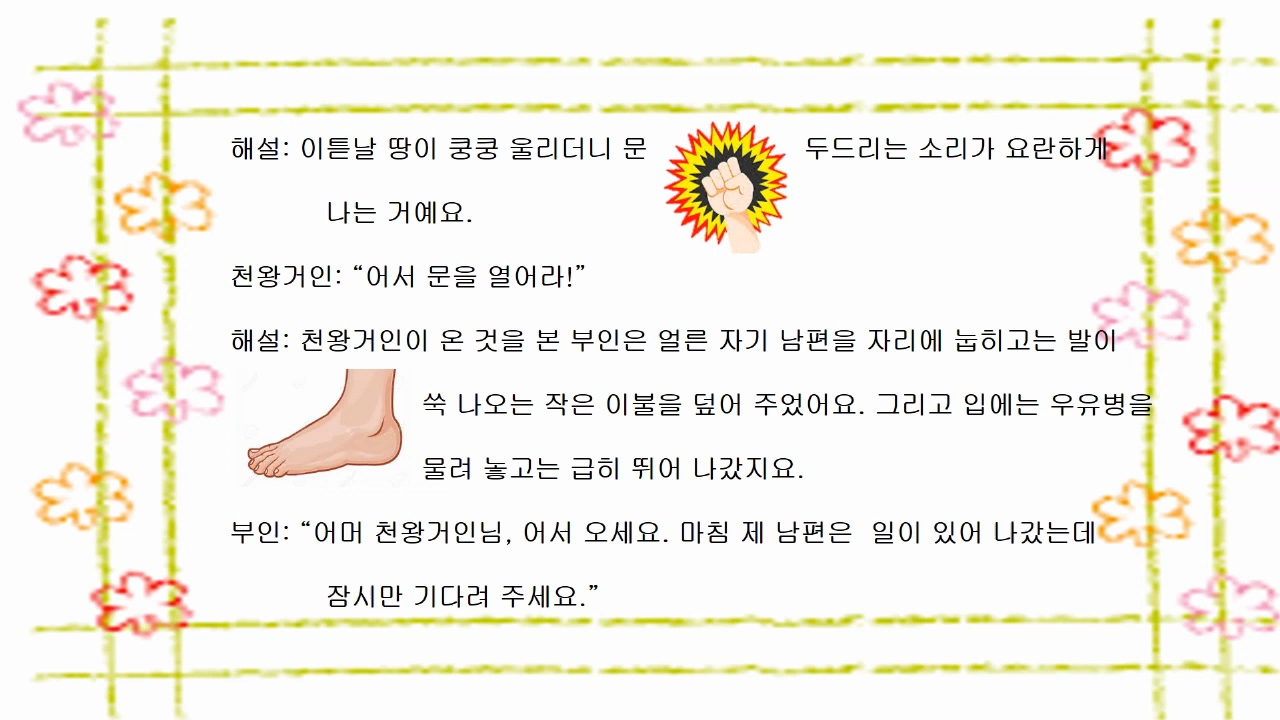 해설: 이튿날 땅이 쿵쿵 울리더니 문 두드리는 소리가 요란하게
나는 거예요.
천왕거인: “어서 문을 열어라!”
해설: 천왕거인이 온 것을 본 부인은 얼른 자기 남편을 자리에 눕히고는 발이
쑥 나오는 작은 이불을 덮어 주었어요. 그리고 입에는 우유병을
물려 놓고는 급히 뛰어 나갔지요.
부인: “어머 천왕거인님, 어서 오세요. 마침 제 남편은  일이 있어 나갔는데
잠시만 기다려 주세요.”